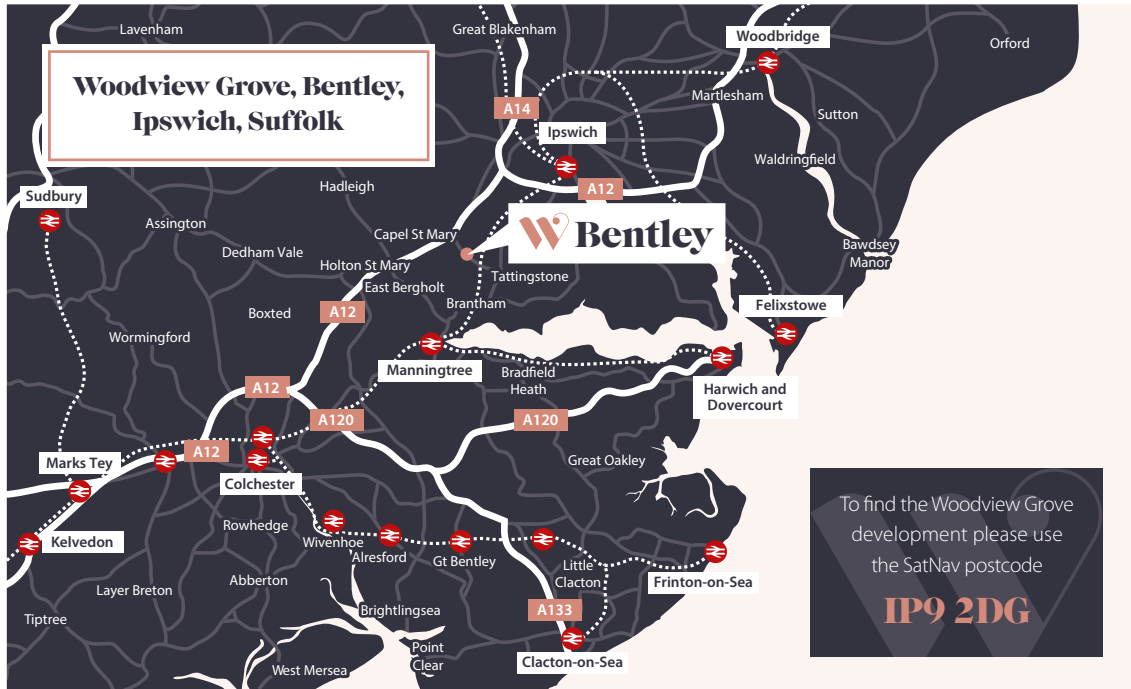 Lavenham
Great Blakenham
Woodbridge
Orford
Woodview Grove, Bentley,
Ipswich, Suffolk
A14
Martlesham
Sutton
Ipswich
Waldringfield
Hadleigh
A12
Sudbury
Assington
Capel St Mary
W Bentley
Dedham Vale
Holton St Mary
Tattingstone
Bawdsey
Manor
East Bergholt
Brantham
Felixstowe
Boxted
A12
Wormingford
Manningtree
Bradfield
Heath
Harwich and
Dovercourt
A12
A120
A120
A12
Marks Tey
Great Oakley
Colchester
Rowhedge
Kelvedon
Wivenhoe
Alresford
Gt Bentley
Little
Clacton
Frinton-on-Sea
Abberton
Layer Breton
Brightlingsea
A133
Tiptree
Point
Clear
West Mersea
Clacton-on-Sea
To find the Woodview Grove
development please use
the SatNav postcode
IP9 2DG